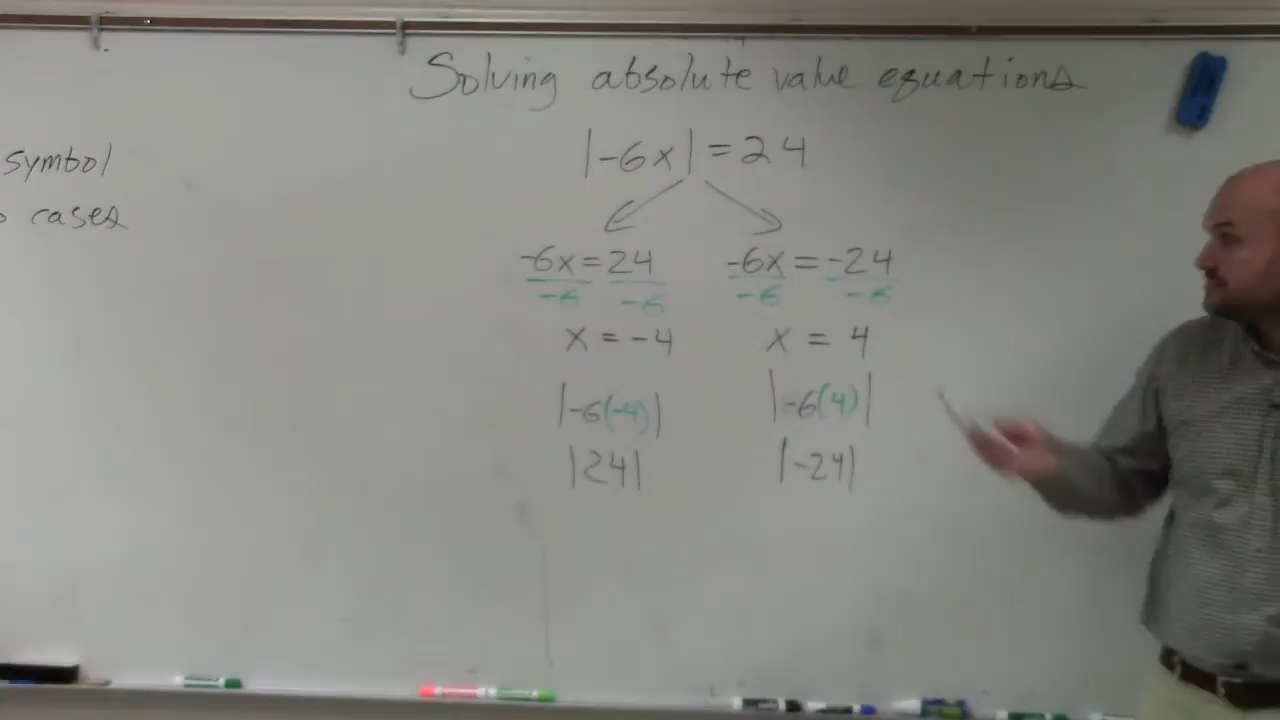 Solving absolute value equations
|-6x| = 24
symbol
cases
-6x = 24 -6x = -24
-6 -6 -6 -6
x = -4 x = 4
|-6(-4)| |-6(4)|
|24| |-24|